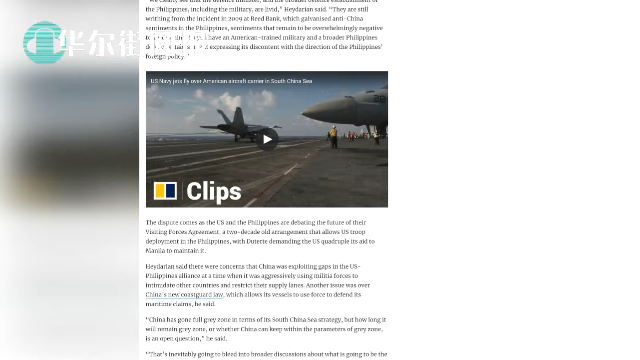 "We clearly see that the defence minister, and the broader defence establishment of
the Philippines, including the military, are livid," Heydarian said. "They are still
writhing from the incident in 2009 at Reed Bank, which galvanised anti-China
sentiments in the Philippines, sentiments that remain to be overwhelmingly negative
have an American-trained military and a broader Philippines
expressing its discontent with the direction of the Philippines'
foreign policy."
华尔街
US Navy jets fly over American aircraft carrier in South China Sea
Clips
The dispute comes as the US and the Philippines are debating the future of their
Visiting Forces Agreement, a two-decade old arrangement that allows US troop
deployment in the Philippines, with Duterte demanding the US quadruple its aid to
Manila to maintain it.
Heydarian said there were concerns that China was exploiting gaps in the US-
Philippines alliance at a time when it was aggressively using militia forces to
intimidate other countries and restrict their supply lanes. Another issue was over
China's new coastguard law, which allows its vessels to use force to defend its
maritime claims, he said.
"China has gone full grey zone in terms of its South China Sea strategy, but how long it
will remain grey zone, or whether China can keep within the parameters of grey zone,
is an open question," he said.
"That's inevitably going to bleed into broader discussions about what is going to be the